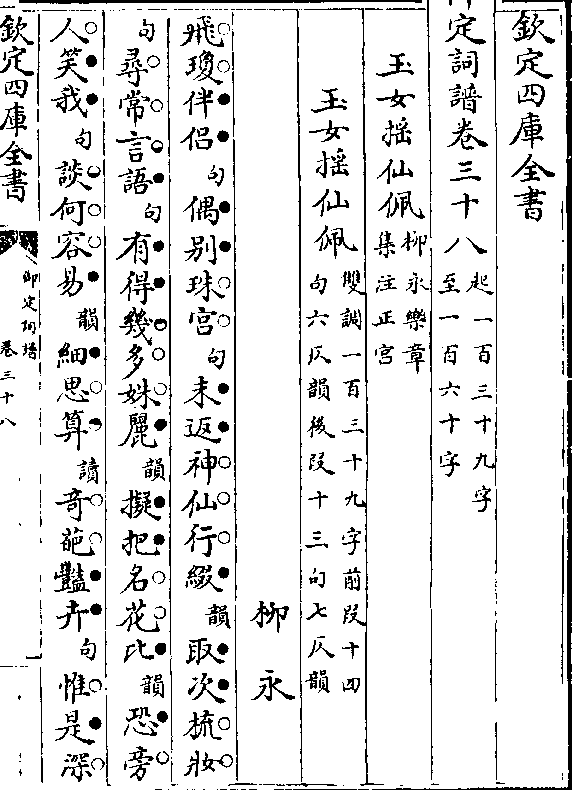 欽定四庫全書
定詞譜卷三十八起一百三十九字
至一百六十字
玉女揺仙佩柳永樂章
集注正宮
玉女揺仙佩雙調一百三十九字前段十四
句六仄韻後段十三句七仄韻
柳永
飛瓊伴侣句偶别珠宫句未返神仙行綴韻取次梳妝
句尋常言語句有得幾多姝麗韻擬把名花比韻恐旁
人笑我句談何容易韻細思算讀竒葩豔卉句惟是深
欽定四庫全書
御定詞譜
卷三十八